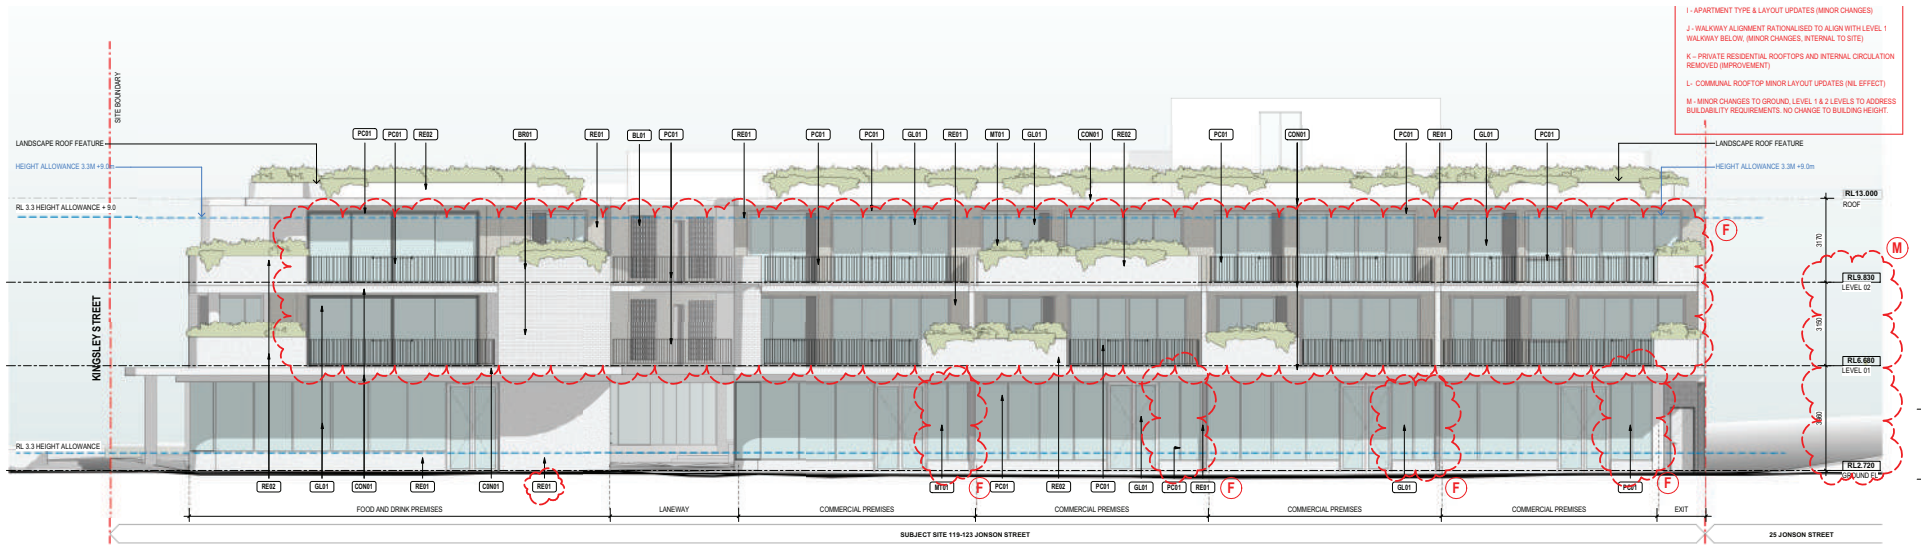 I - APARTMENT TYPE & LAYOUT UPDATES (MINOR CHANGES)
J - WALKWAY ALIGNMENT RATIONALISED TO ALIGN WITH LEVEL 1
WALKWAY BELOW, (MINOR CHANGES, INTERNAL TO SITE)
K – PRIVATE RESIDENTIAL ROOFTOPS AND INTERNAL CIRCULATION
REMOVED (IMPROVEMENT)
L- COMMUNAL ROOFTOP MINOR LAYOUT UPDATES (NIL EFFECT)
M - MINOR CHANGES TO GROUND, LEVEL 1 & 2 LEVELS TO ADDRESS
BUILDABILITY REQUIREMENTS. NO CHANGE TO BUILDING HEIGHT.
SITE BOUNDARY
PC01 PC01 RE02 BR01 RE01 BL01 PC01 RE01 PC01 PC01 GL01 RE01 MT01 GL01 CON01 RE02 PC01 CON01 PC01 RE01 GL01 PC01
LANDSCAPE ROOF FEATURE
LANDSCAPE ROOF FEATURE
HEIGHT ALLOWANCE 3.3M +9.0m
HEIGHT ALLOWANCE 3.3M +9.0m
RL13.000
ROOF
RL 3.3 HEIGHT ALLOWANCE + 9.0
F
3170
M
RL9.830
LEVEL 02
KINGSLEY STREET
3150
RL6.680
LEVEL 01
3960
RL 3.3 HEIGHT ALLOWANCE
RL2.720
GROUND FL
RE02 GL01 CON01 RE01 C0N01 RE01 MT01 F PC01 RE02 PC01 GL01 PC01 RE01 F GL01 F PC01 F
FOOD AND DRINK PREMISES LANEWAY COMMERCIAL PREMISES COMMERCIAL PREMISES COMMERCIAL PREMISES COMMERCIAL PREMISES EXIT
SUBJECT SITE 119-123 JONSON STREET 25 JONSON STREET